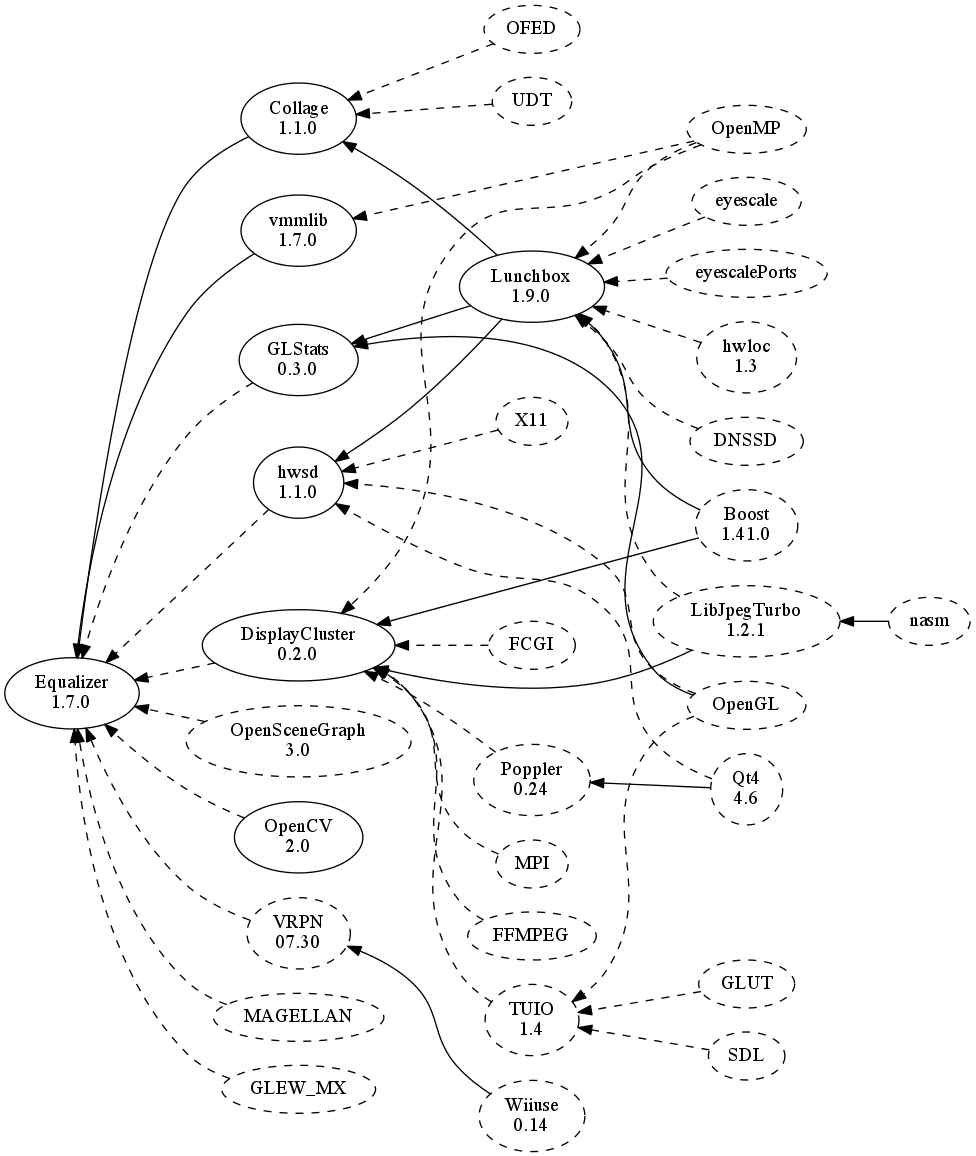 OFED
Collage
1.1.0
UDT
OpenMP
eyescale
vmmlib
1.7.0
Lunchbox
1.9.0
eyescalePorts
GLStats
0.3.0
hwloc
1.3
X11
DNSSD
hwsd
1.1.0
Boost
1.41.0
LibJpegTurbo
1.2.1
nasm
DisplayCluster
0.2.0
FCGI
Equalizer
1.7.0
OpenGL
OpenSceneGraph
3.0
Poppler
0.24
Qt4
4.6
OpenCV
2.0
MPI
VRPN
07.30
FFMPEG
GLUT
MAGELLAN
TUIO
1.4
SDL
GLEW_MX
Wiiuse
0.14